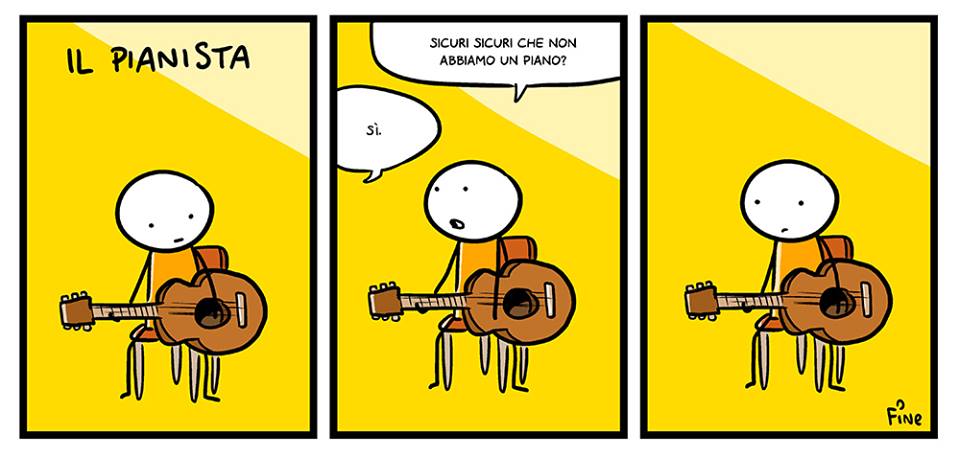 IL PIANISTA
SICURI SICURI CHE NON
ABBIAMO UN PIANO?
SÌ.
Fine